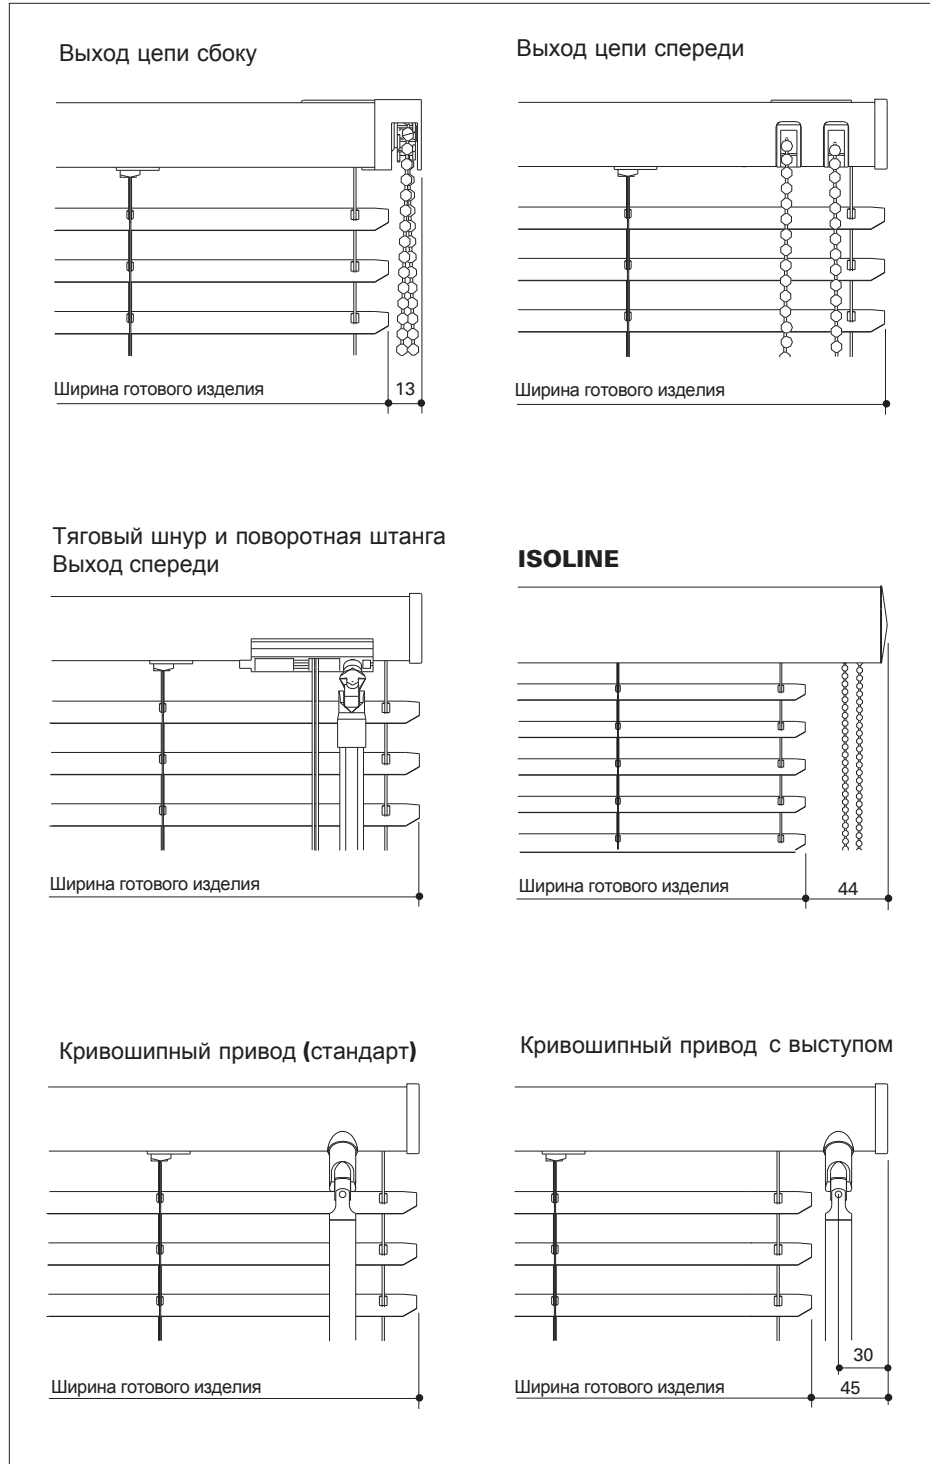 Выход цепи сбоку
Выход цепи спереди
Ширина готового изделия 13
Ширина готового изделия
Тяговый шнур и поворотная штанга
Выход спереди
ISOLINE
Ширина готового изделия
Ширина готового изделия 44
Кривошипный привод (стандарт)
Кривошипный привод с выступом
30
Ширина готового изделия
Ширина готового изделия 45